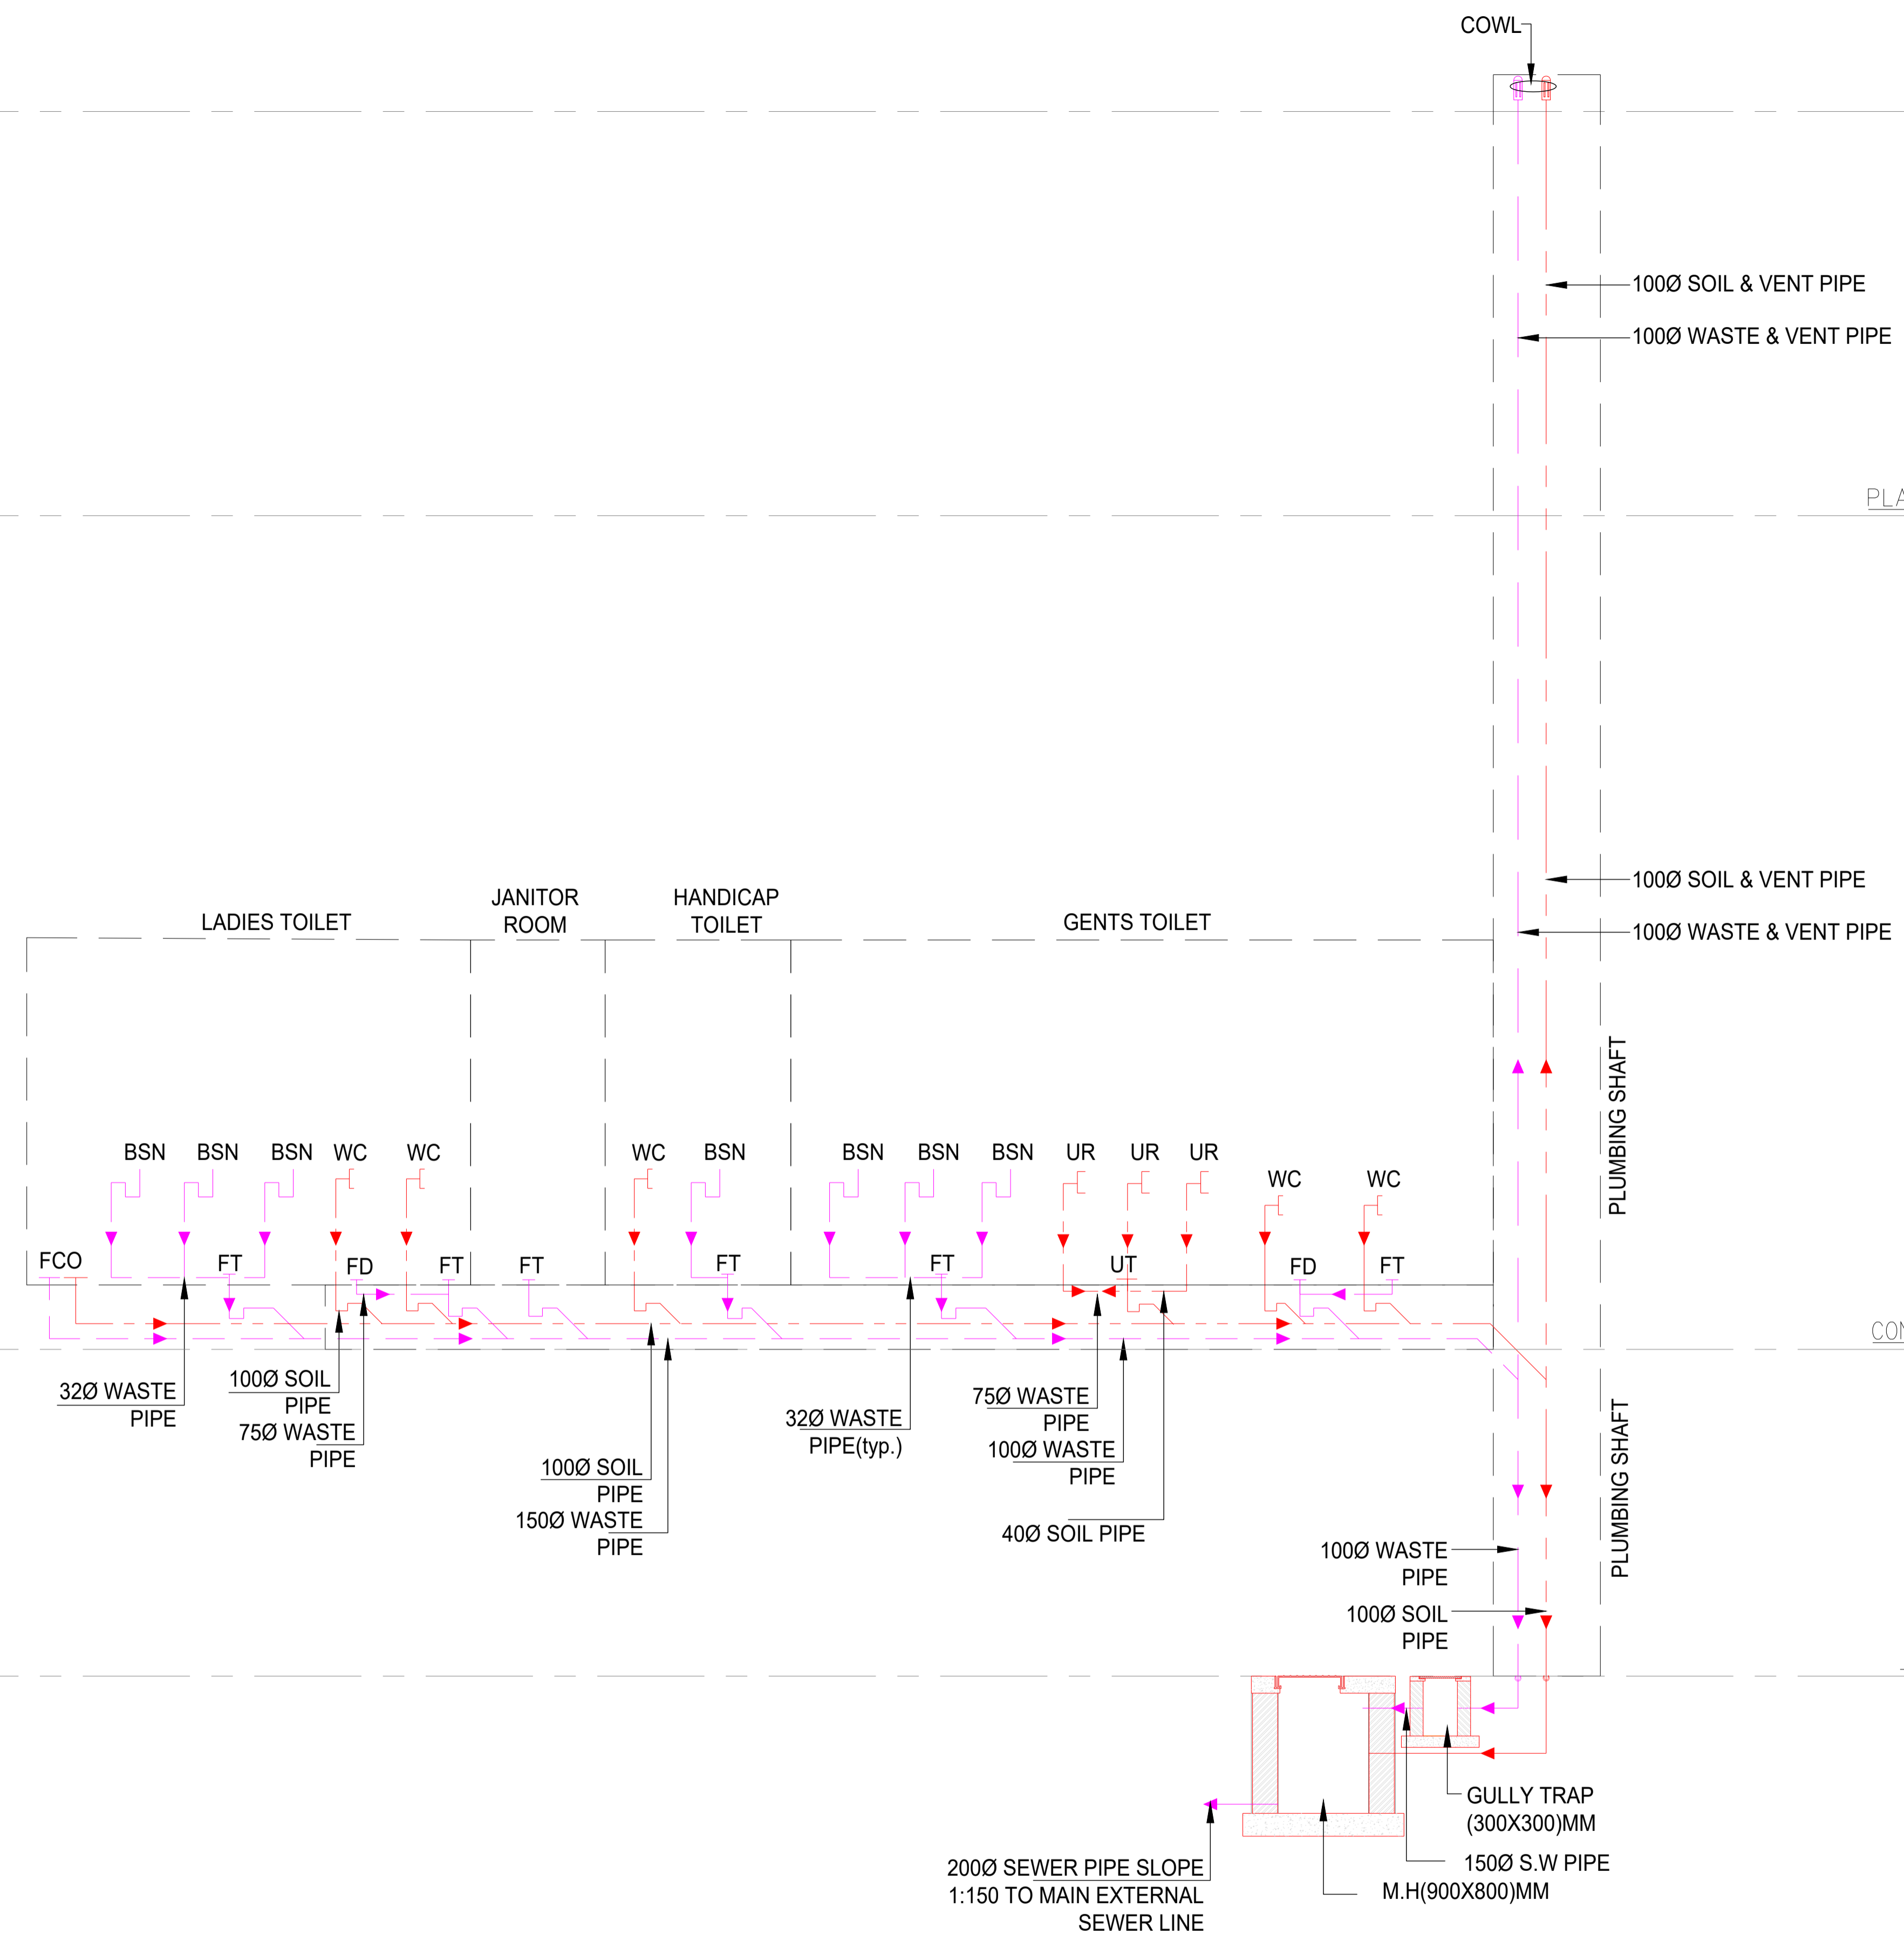 COWL
100Ø SOIL & VENT PIPE
100Ø WASTE & VENT PIPE
PLA
100Ø SOIL & VENT PIPE
100Ø WASTE & VENT PIPE
LADIES TOILET
JANITOR
ROOM
HANDICAP
TOILET
GENTS TOILET
PLUMBING SHAFT
BSN BSN BSN WC WC WC BSN BSN BSN BSN UR UR UR WC WC
FCO FT FD FT FT FT FT UT FD FT
CON
32Ø WASTE
PIPE
100Ø SOIL
PIPE
75Ø WASTE
PIPE
100Ø SOIL
PIPE
150Ø WASTE
PIPE
32Ø WASTE
PIPE(typ.)
75Ø WASTE
PIPE
100Ø WASTE
PIPE
40Ø SOIL PIPE
PLUMBING SHAFT
100Ø WASTE
PIPE
100Ø SOIL
PIPE
GULLY TRAP
(300X300)MM
150Ø S.W PIPE
M.H(900X800)MM
200Ø SEWER PIPE SLOPE
1:150 TO MAIN EXTERNAL
SEWER LINE